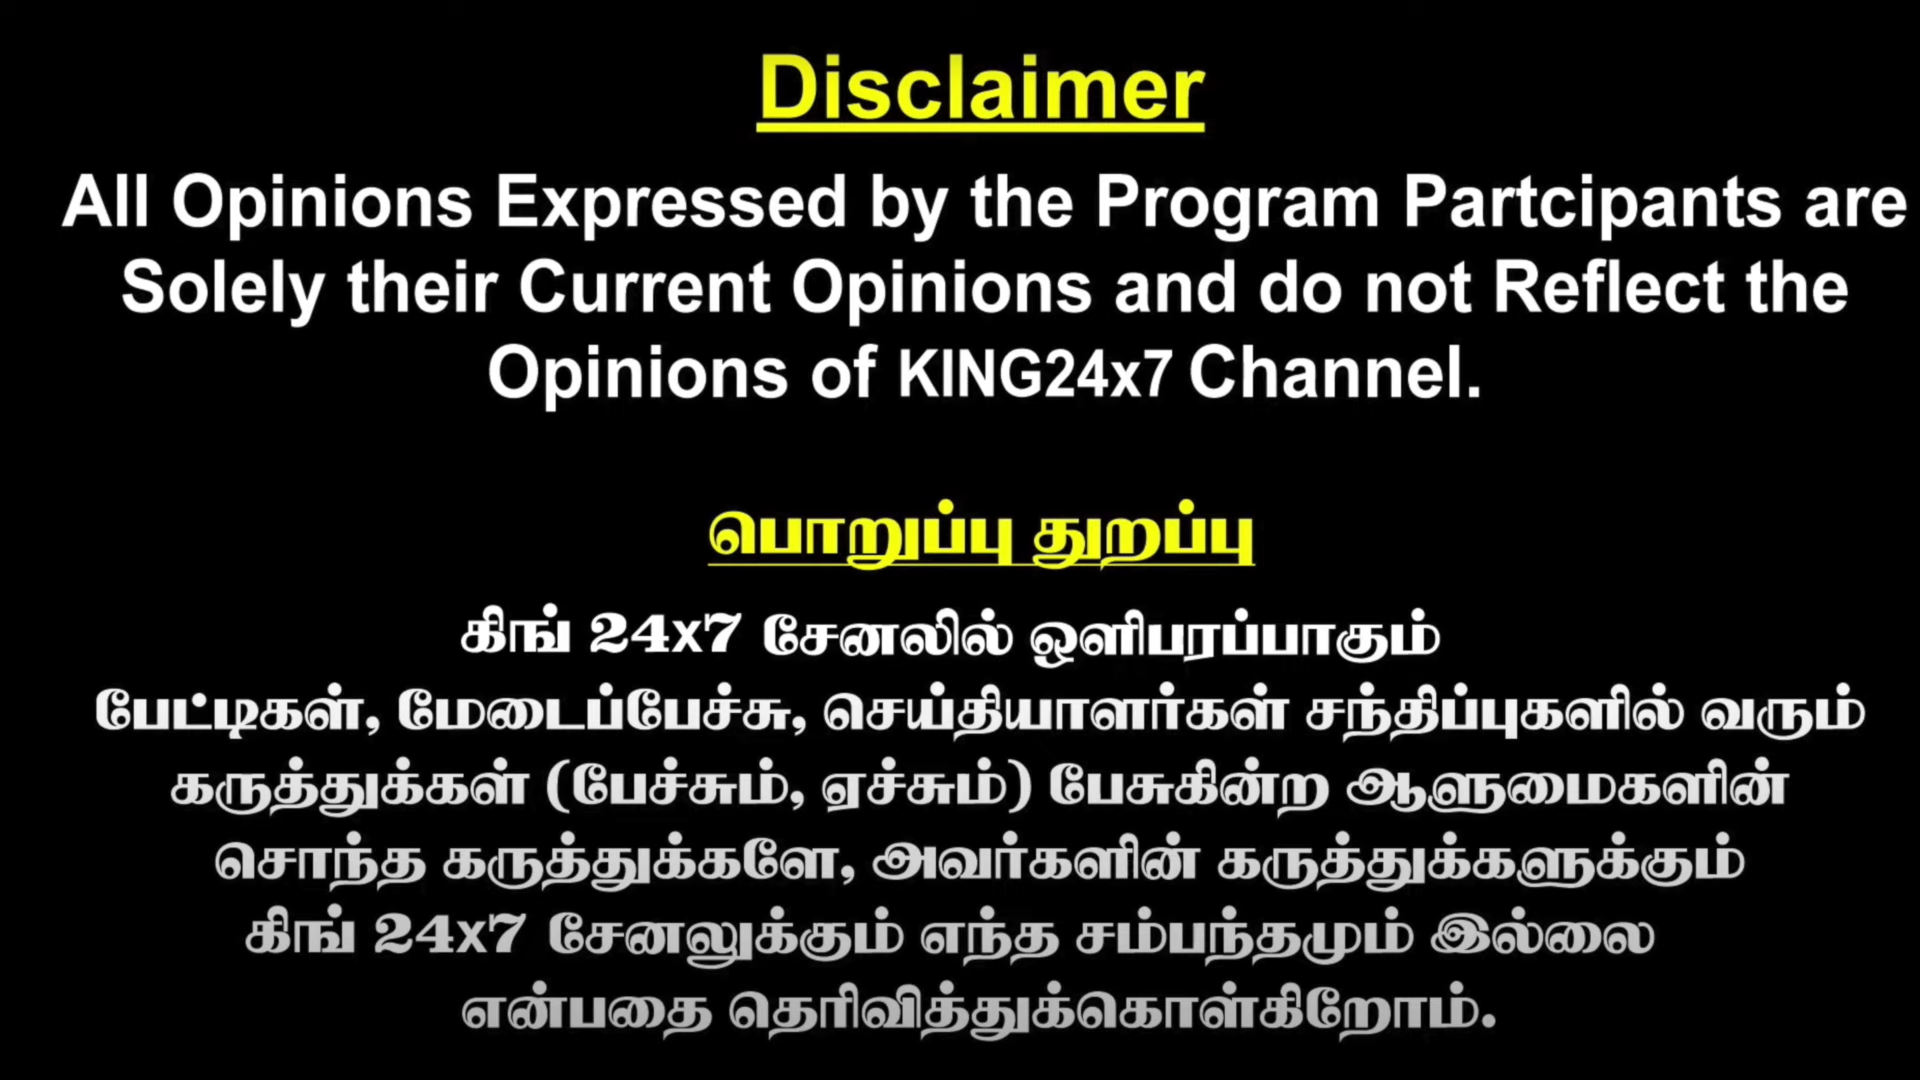 Disclaimer
All Opinions Expressed by the Program Partcipants are
Solely their Current Opinions and do not Reflect the
Opinions of KING24x7 Channel.
பொறுப்பு துறப்பு
கிங் 24x7 சேனலில் ஒளிபரப்பாகும்
பேட்டிகள், மேடைப்பேச்சு, செய்தியாளர்கள் சந்திப்புகளில் வரும்
கருத்துக்கள் (பேச்சும், ஏச்சும்) பேசுகின்ற ஆளுமைகளின்
சொந்த கருத்துக்களே, அவர்களின் கருத்துக்களுக்கும்
கிங் 24x7 சேனலுக்கும் எந்த சம்பந்தமும் இல்லை
என்பதை தெரிவித்துக்கொள்கிறோம்.